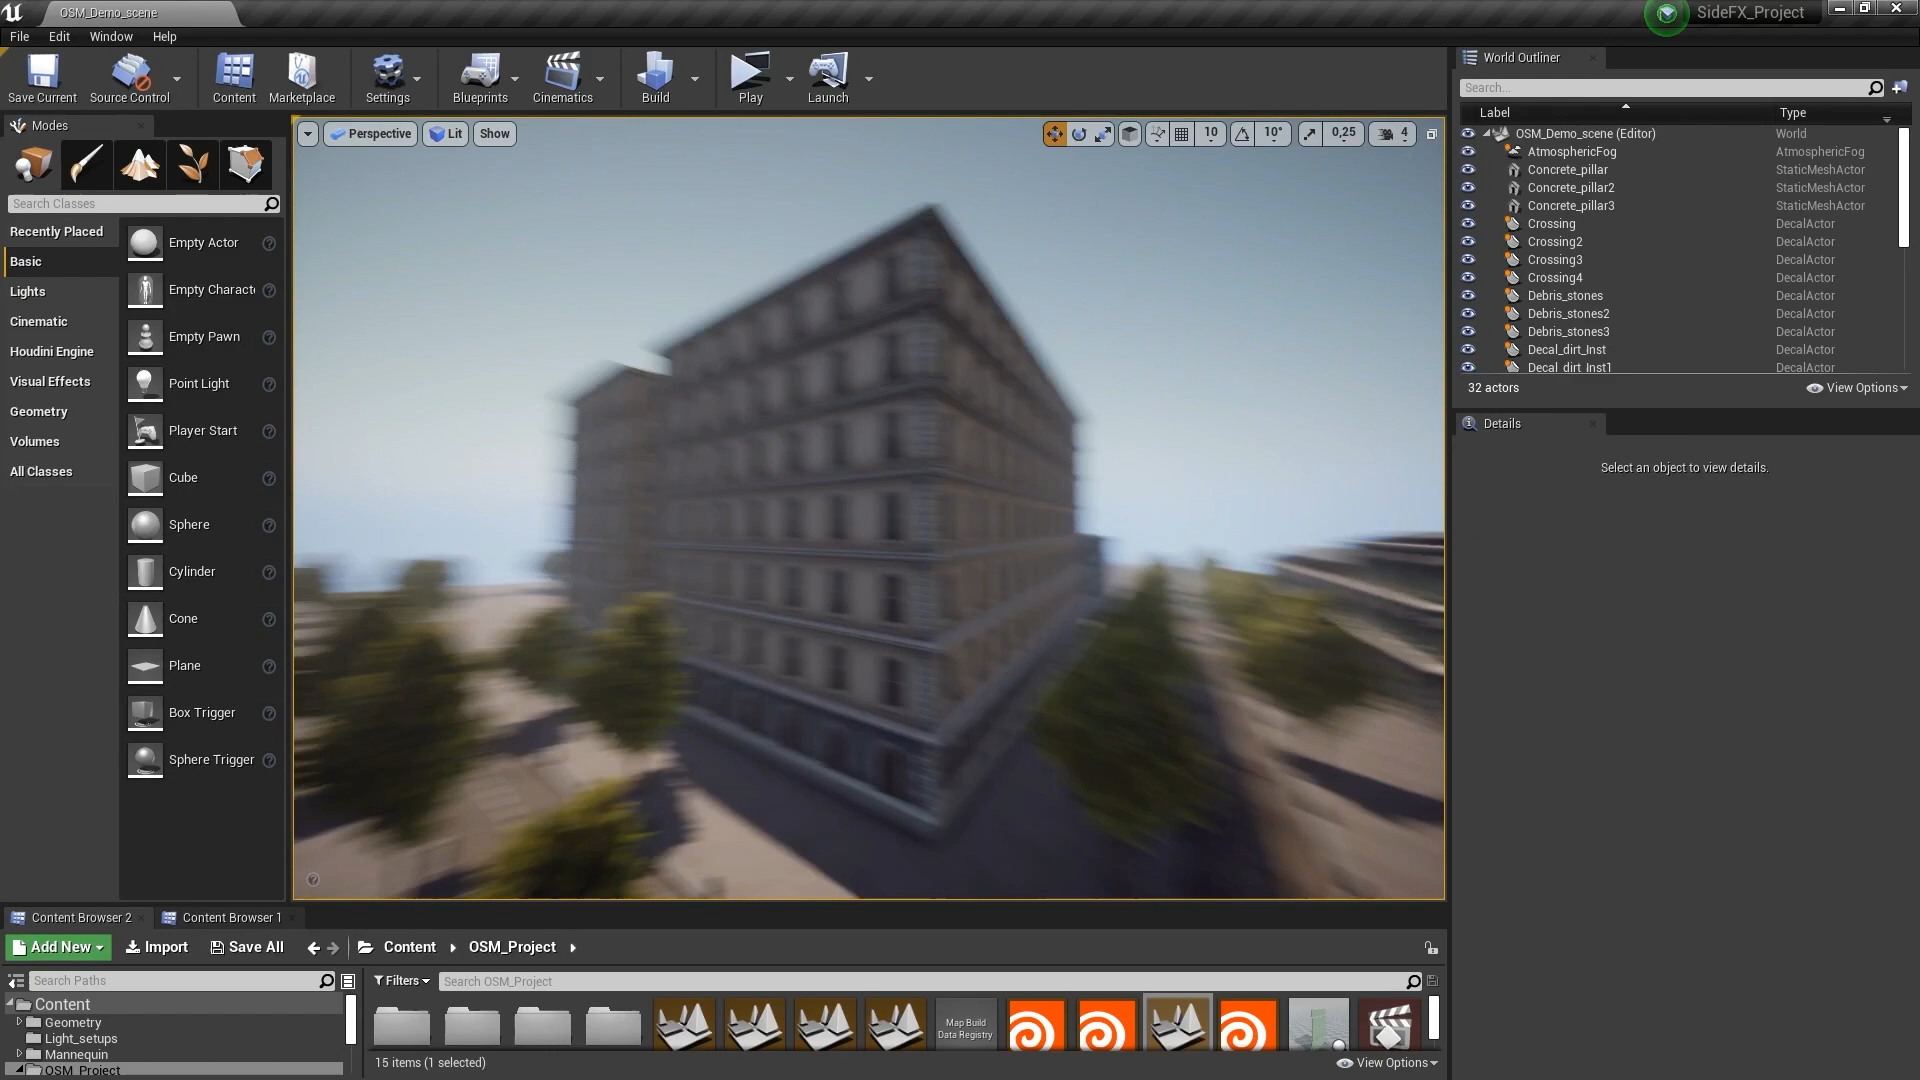 OSM_Demo_scene
SideFX_Project
File Edit Window Help
Save Current Source Control Content Marketplace Settings Blueprints Cinematics Build Play Launch
Modes
Search Classes
Recently Placed
Basic
Lights
Cinematic
Houdini Engine
Visual Effects
Geometry
Volumes
All Classes
Empty Actor
Empty Characte
Empty Pawn
Point Light
Player Start
Cube
Sphere
Cylinder
Cone
Plane
Box Trigger
Sphere Trigger
Perspective Lit Show
10 10° 0,25 4
World Outliner
Search...
Label Type
OSM_Demo_scene (Editor) World
AtmosphericFog AtmosphericFog
Concrete_pillar StaticMeshActor
Concrete_pillar2 StaticMeshActor
Concrete_pillar3 StaticMeshActor
Crossing DecalActor
Crossing2 DecalActor
Crossing3 DecalActor
Crossing4 DecalActor
Debris_stones DecalActor
Debris_stones2 DecalActor
Debris_stones3 DecalActor
Decal_dirt_Inst DecalActor
Decal_dirt_Inst1 DecalActor
32 actors View Options
Details
Select an object to view details.
Content Browser 2 Content Browser 1
Add New Import Save All Content OSM_Project
Search Paths
Content
Geometry
Light_setups
Mannequin
OSM_Project
Filters Search OSM_Project
Map Build
Data Registry
15 items (1 selected) View Options